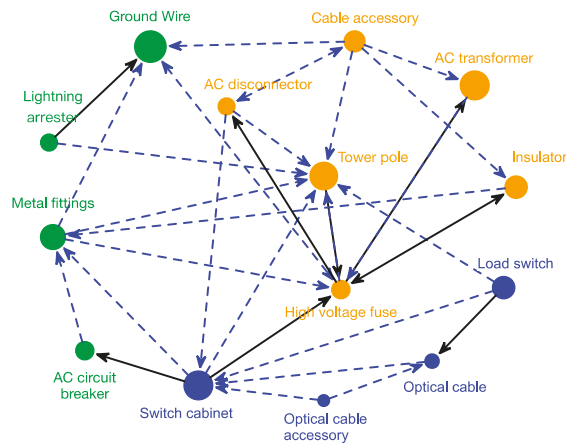 Ground Wire
Cable accessory
AC transformer
AC disconnector
Lightning
arrester
Tower pole
Insulator
Metal fittings
Load switch
High voltage fuse
AC circuit
breaker
Switch cabinet
Optical cable
Optical cable
accessory